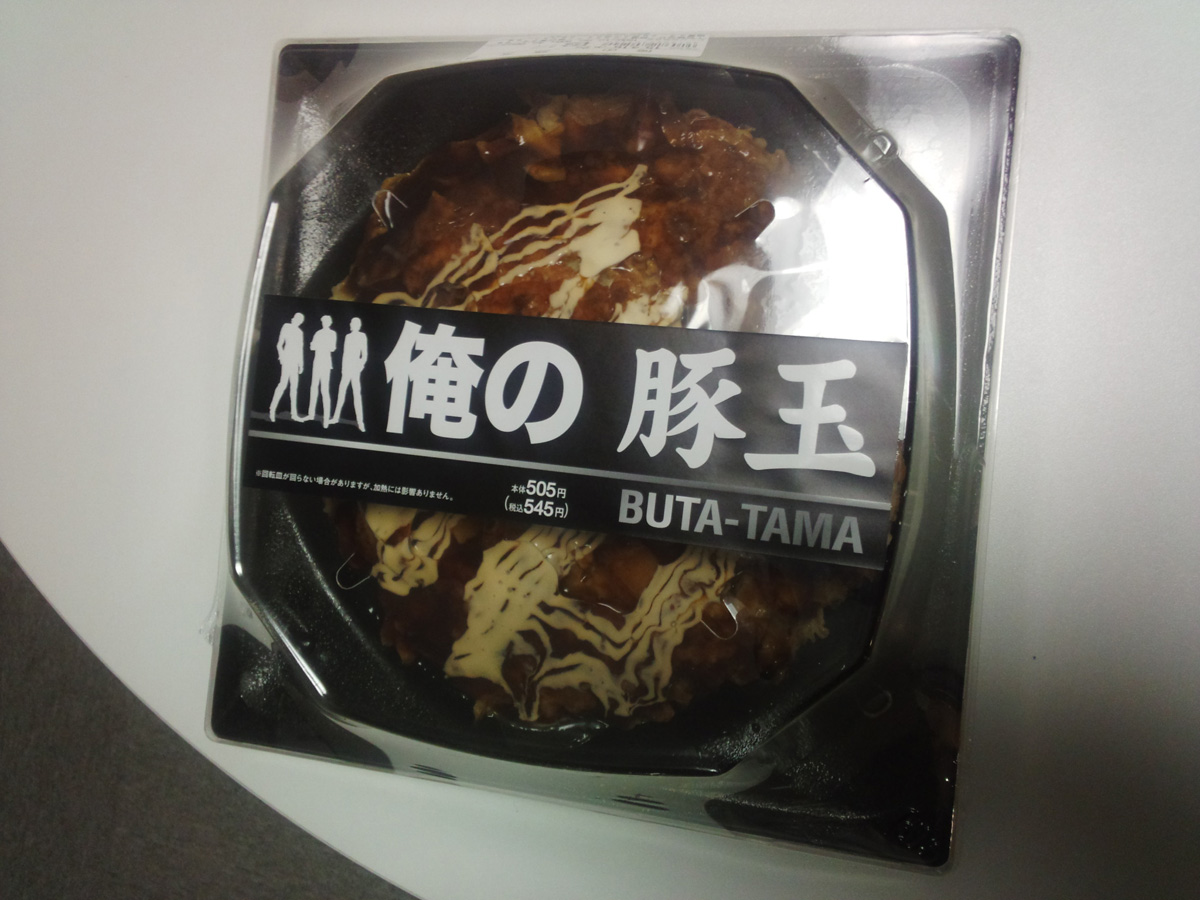 俺の 豚玉
※回転皿が回らない場合がありますが、加熱には影響ありません。
本体505円
(税込545円)
BUTA-TAMA